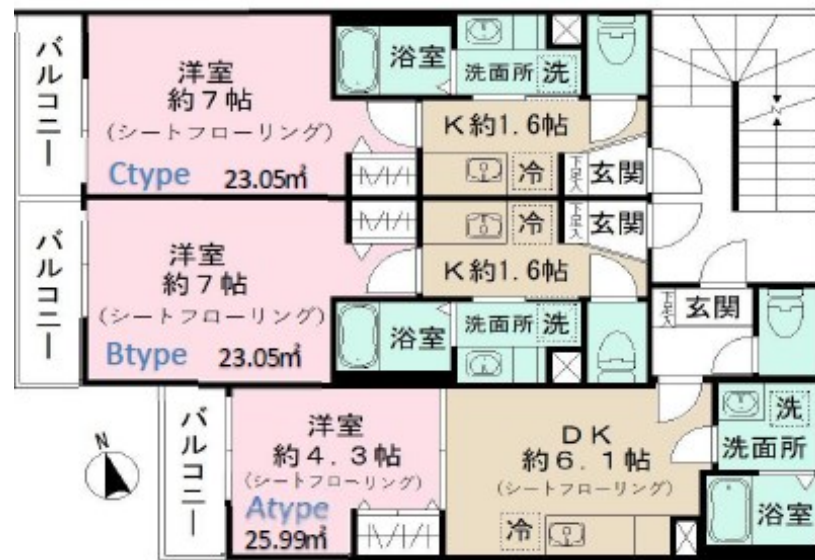 バルコニー
洋室
約7帖
(シートフローリング)
Ctype 23.05㎡
浴室
洗面所
洗
K約1.6帖
冷
下足入
玄関
バルコニー
洋室
約7帖
(シートフローリング)
Btype 23.05㎡
冷
下足入
玄関
K約1.6帖
浴室
洗面所
洗
下足入
玄関
N
バルコニー
洋室
約4.3帖
(シートフローリング)
Atype
25.99㎡
DK
約6.1帖
(シートフローリング)
冷
洗
洗面所
浴室